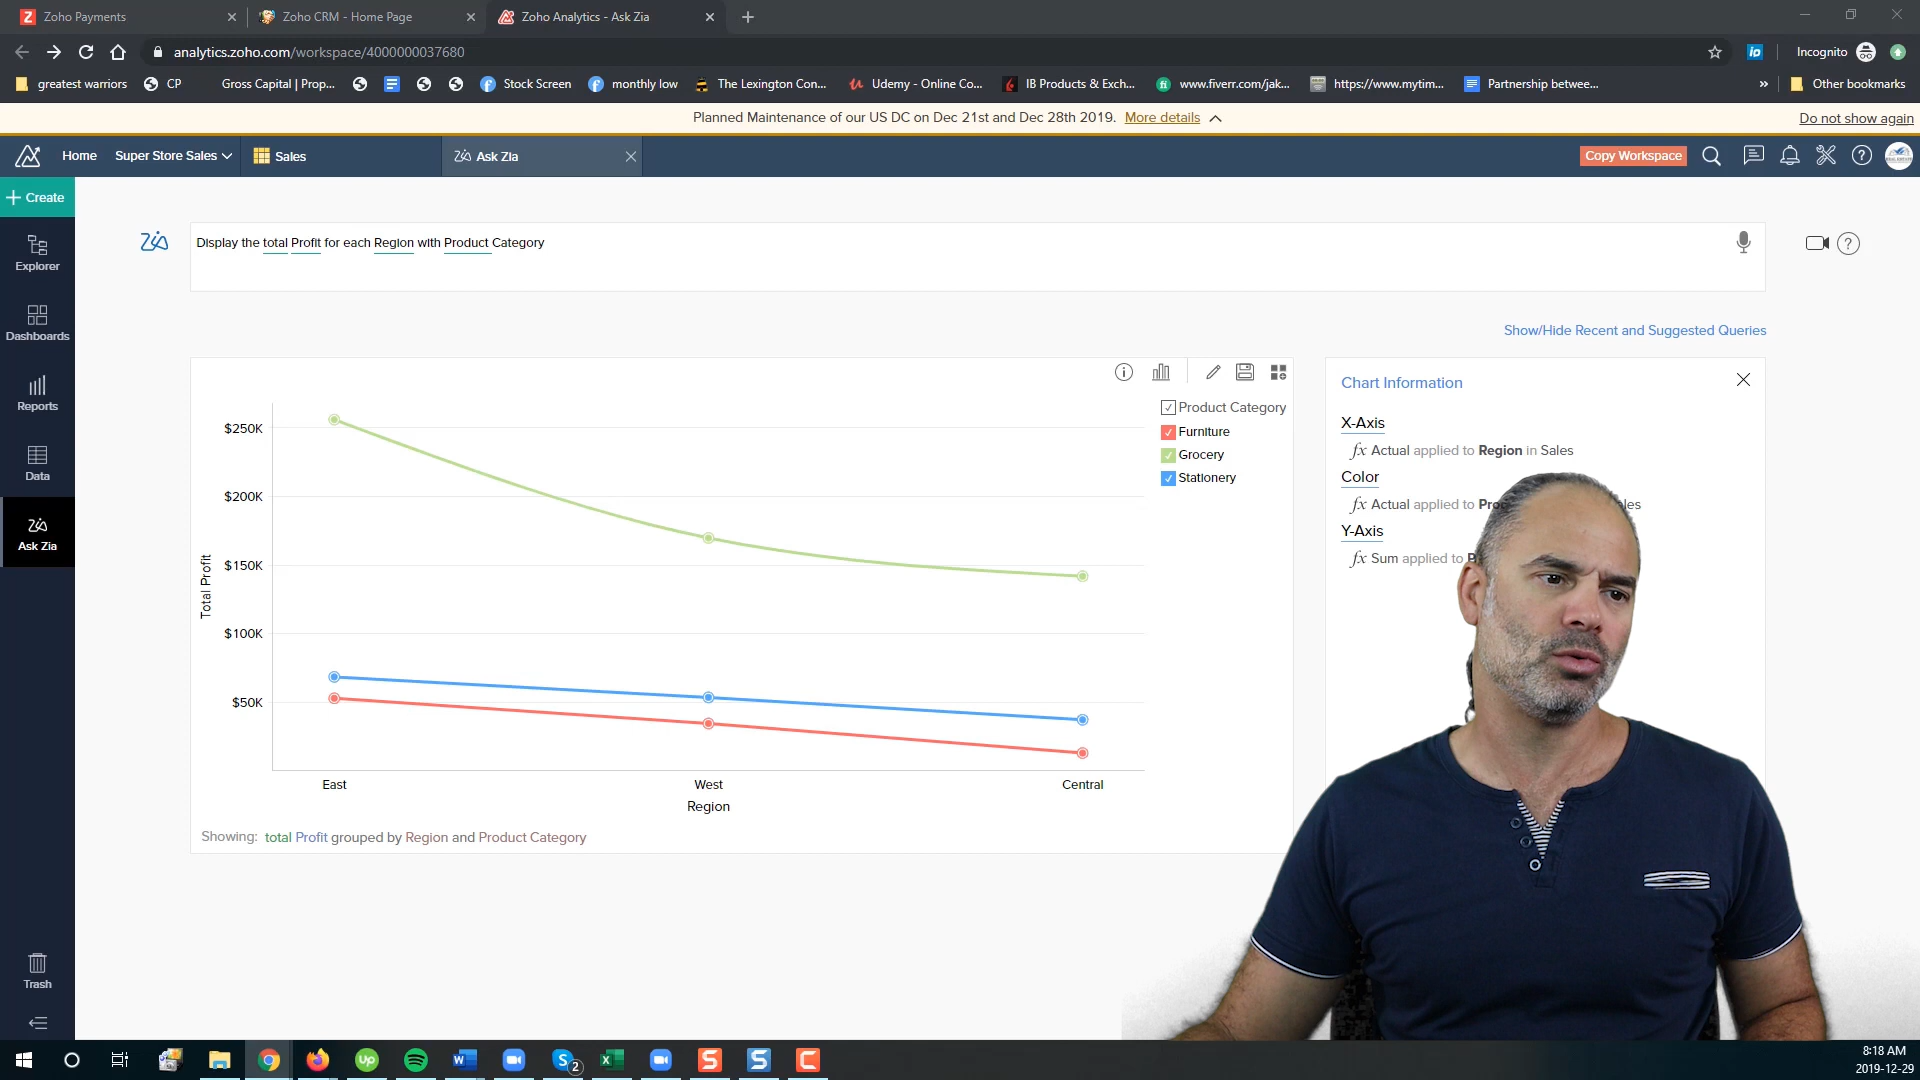 Zoho Payments
Zoho CRM - Home Page
Zoho Analytics - Ask Zia
analytics.zoho.com/workspace/4000000037680
Incognito
greatest warriors
CP
Gross Capital | Prop...
Stock Screen
monthly low
The Lexington Con...
Udemy - Online Co...
IB Products & Exch...
www.fiverr.com/jak...
https://www.mytim...
Partnership betwee...
»
Other bookmarks
Planned Maintenance of our US DC on Dec 21st and Dec 28th 2019. More details
Do not show again
Home
Super Store Sales
Sales
Ask Zia
Copy Workspace
+ Create
Explorer
Dashboards
Reports
Data
Ask Zia
Trash
Zia
Display the total Profit for each Region with Product Category
Show/Hide Recent and Suggested Queries
Product Category
Furniture
Grocery
Stationery
$250K
$200K
$150K
$100K
$50K
Total Profit
East
West
Central
Region
Showing: total Profit grouped by Region and Product Category
Chart Information
X-Axis
fx Actual applied to Region in Sales
Color
fx Actual applied to
Y-Axis
fx Sum applied to
8:18 AM
2019-12-29